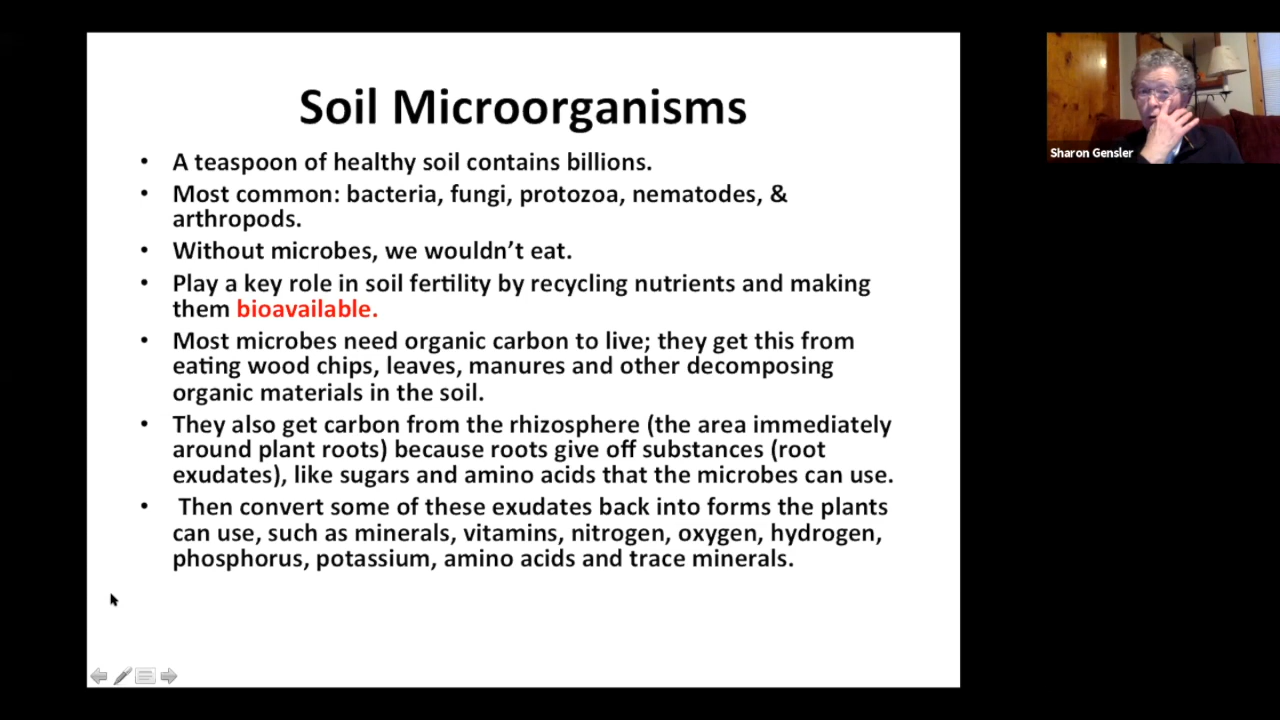 Soil Microorganisms
• A teaspoon of healthy soil contains billions.
• Most common: bacteria, fungi, protozoa, nematodes, &
arthropods.
• Without microbes, we wouldn't eat.
• Play a key role in soil fertility by recycling nutrients and making
them bioavailable.
• Most microbes need organic carbon to live; they get this from
eating wood chips, leaves, manures and other decomposing
organic materials in the soil.
• They also get carbon from the rhizosphere (the area immediately
around plant roots) because roots give off substances (root
exudates), like sugars and amino acids that the microbes can use.
• Then convert some of these exudates back into forms the plants
can use, such as minerals, vitamins, nitrogen, oxygen, hydrogen,
phosphorus, potassium, amino acids and trace minerals.
Sharon Gensler